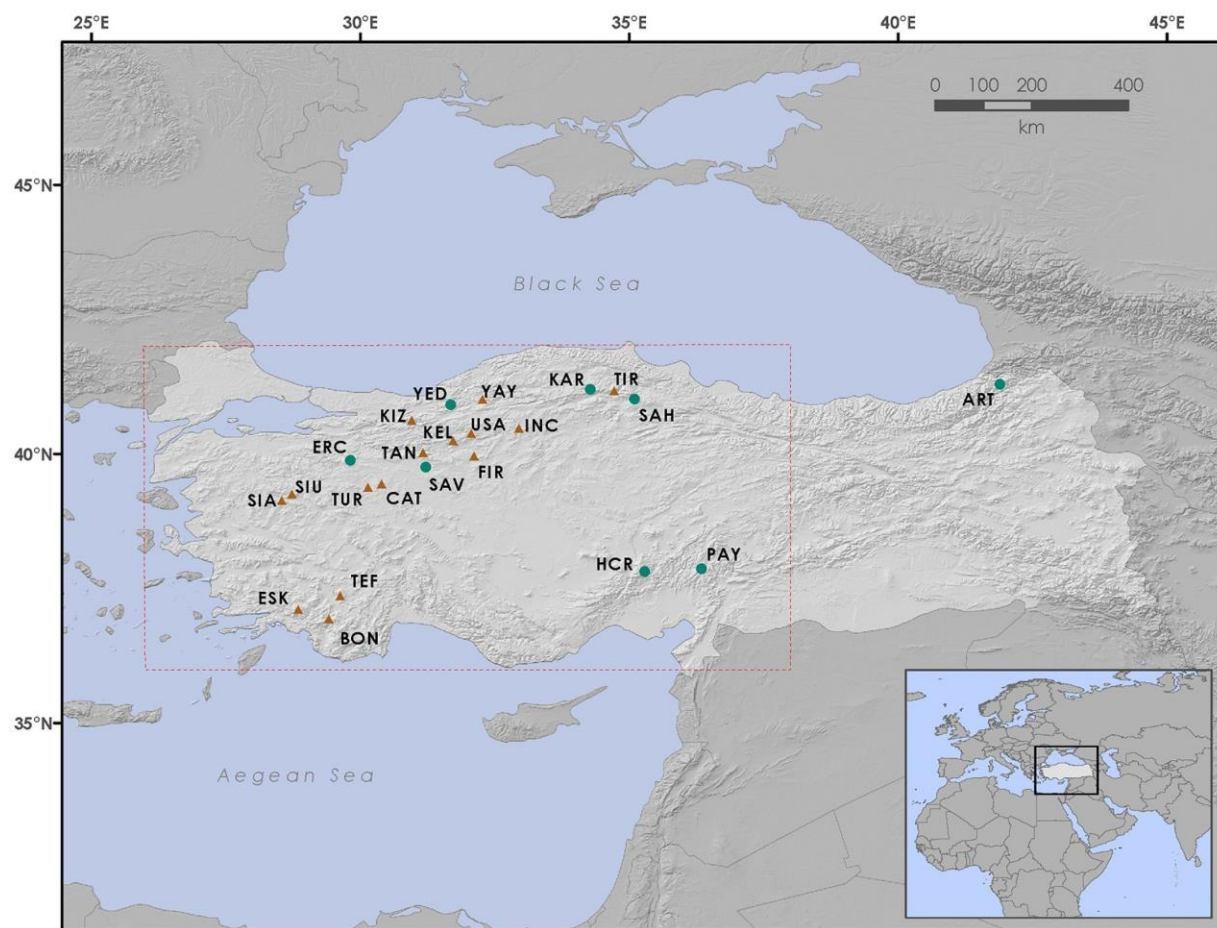 25°E 30°E 35°E 40°E 45°E
0 100 200 400
km
45°N
Black Sea
KAR TIR
YED YAY
ART
SAH
KIZ USA INC
KEL
ERC TAN
40°N
FIR
SIU SAV
SIA TUR CAT
HCR PAY
TEF
ESK
BON
35°N
Aegean Sea